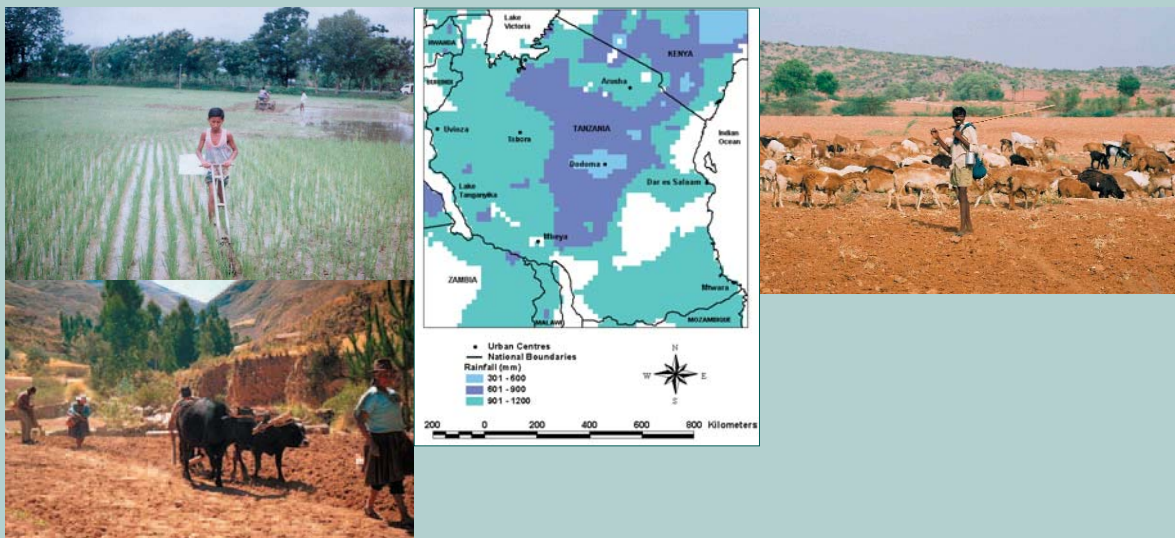 Lake
Victoria
RWANDA
KENYA
BURUNDI
Arusha
Uvinza
Tabora
TANZANIA
Indian
Ocean
Dodoma
Lake
Tanganyika
Dar es Salaam
Mbeya
ZAMBIA
Mtwara
MALAWI
MOZAMBIQUE
Urban Centres
National Boundaries
Rainfall (mm)
301 - 600
601 - 900
901 - 1200
N
W E
S
200 0 200 400 600 800 Kilometers